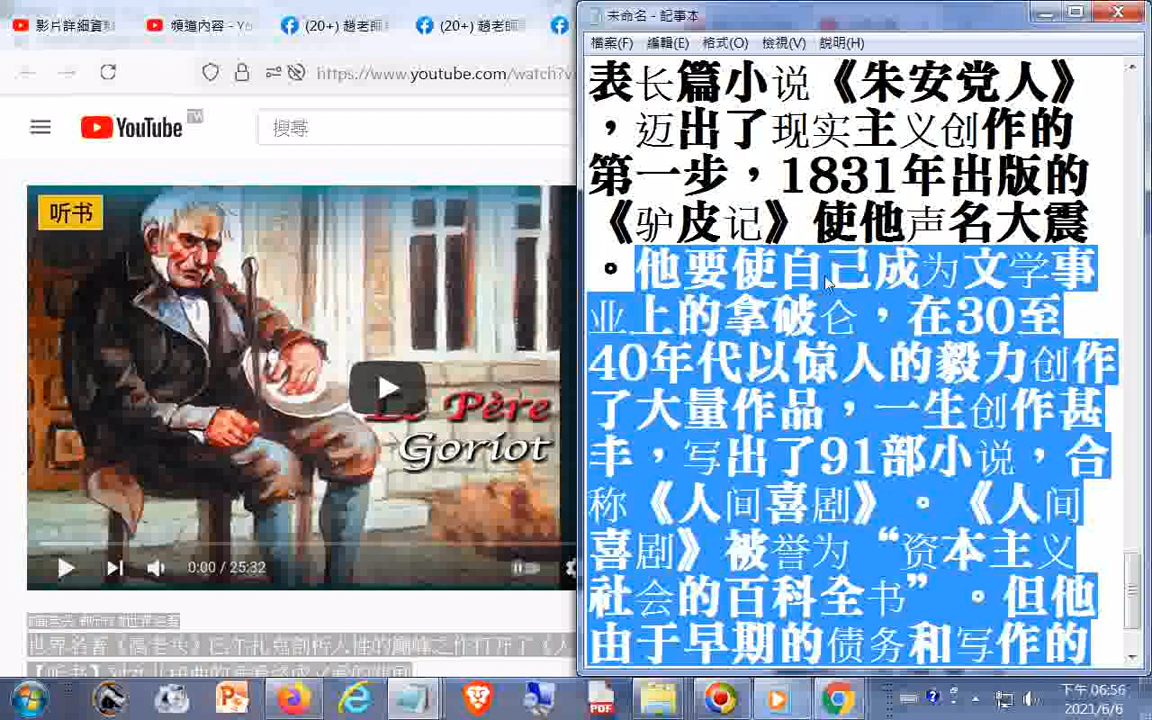 影片詳細資
頻道內容 - Yo
(20+) 趙老師
(20+) 趙老師
https://www.youtube.com/watch?v
YouTube TW
搜尋
听书
Le Père
Goriot
0:00 / 25:32
未命名 - 記事本
檔案(F) 編輯(E) 格式(O) 檢視(V) 說明(H)
表长篇小说《朱安党人》
，迈出了现实主义创作的
第一步，1831年出版的
《驴皮记》使他声名大震
。他要使自己成为文学事
业上的拿破仑，在30至
40年代以惊人的毅力创作
了大量作品，一生创作甚
丰，写出了91部小说，合
称《人间喜剧》。《人间
喜剧》被誉为“资本主义
社会的百科全书”。但他
由于早期的债务和写作的
下午 06:56
2021/6/6